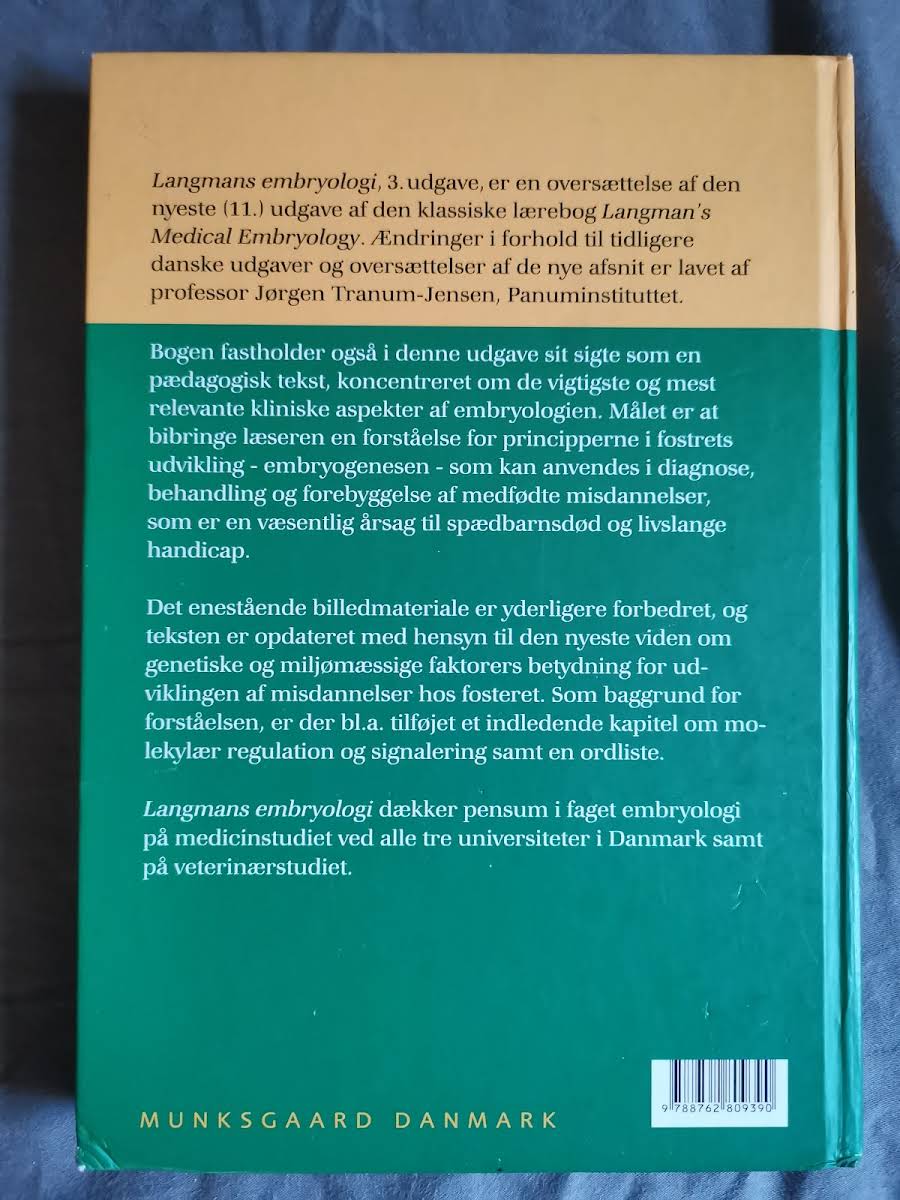 Langmans embryologi, 3. udgave, er en oversættelse af den
nyeste (11.) udgave af den klassiske lærebog Langman's
Medical Embryology. Ændringer i forhold til tidligere
danske udgaver og oversættelser af de nye afsnit er lavet af
professor Jørgen Tranum-Jensen, Panuminstituttet.
Bogen fastholder også i denne udgave sit sigte som en
pædagogisk tekst, koncentreret om de vigtigste og mest
relevante kliniske aspekter af embryologien. Målet er at
bibringe læseren en forståelse for principperne i fostrets
udvikling - embryogenesen - som kan anvendes i diagnose,
behandling og forebyggelse af medfødte misdannelser,
som er en væsentlig årsag til spædbarnsdød og livslange
handicap.
Det enestående billedmateriale er yderligere forbedret, og
teksten er opdateret med hensyn til den nyeste viden om
genetiske og miljømæssige faktorers betydning for ud-
viklingen af misdannelser hos fosteret. Som baggrund for
forståelsen, er der bl.a. tilføjet et indledende kapitel om mo-
lekylær regulation og signalering samt en ordliste.
Langmans embryologi dækker pensum i faget embryologi
på medicinstudiet ved alle tre universiteter i Danmark samt
på veterinærstudiet.
MUNKSGAARD DANMARK
9 788762 809390